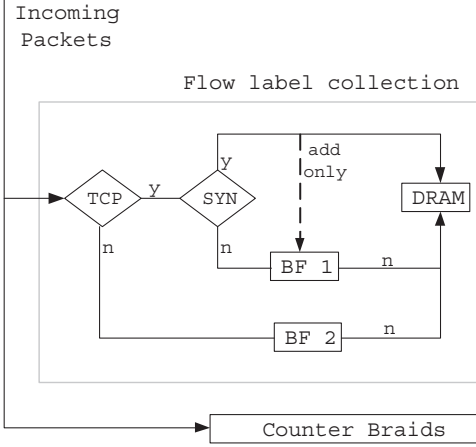 Incoming
Packets
Flow label collection
y
add
only
TCP
y
SYN
DRAM
n
n
BF 1
n
BF 2
n
Counter Braids